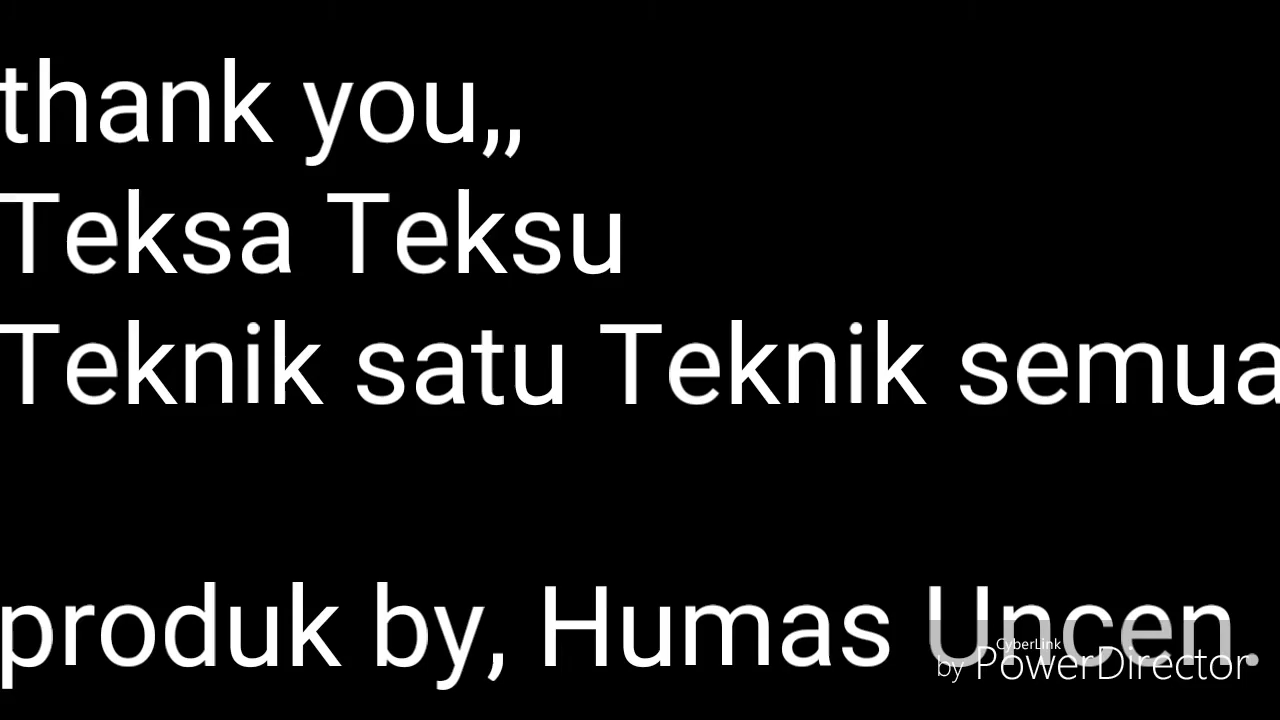 thank you,,
Teksa Teksu
Teknik satu Teknik semua
produk by, Humas Uncen.
CyberLink
by PowerDirector